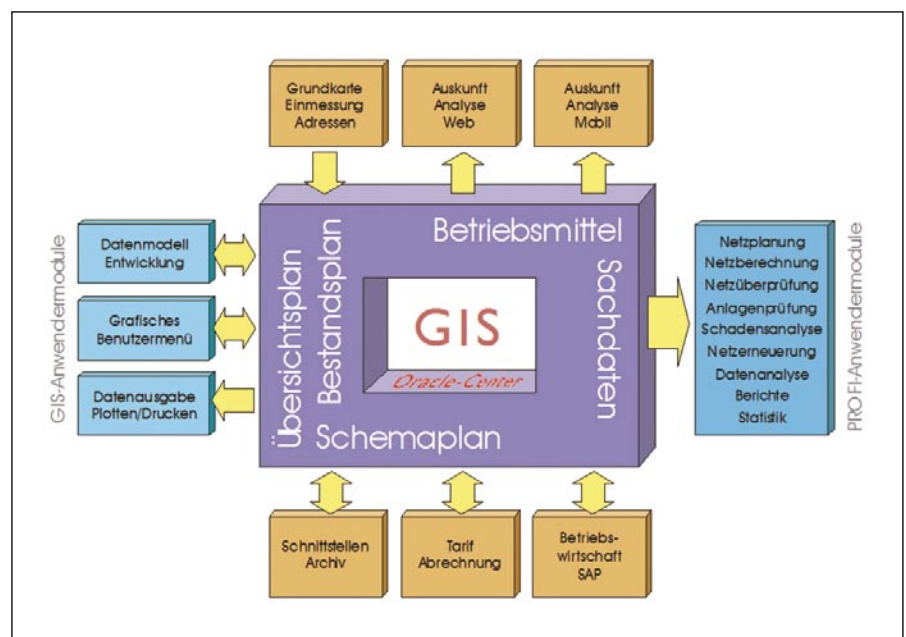 Grundkarte
Einmessung
Adressen
Auskunft
Analyse
Web
Auskunft
Analyse
Mobil
GIS-Anwendermodule
Datenmodell
Entwicklung
Grafisches
Benutzermenü
Datenausgabe
Plotten/Drucken
Übersichtsplan
Bestandsplan
Betriebsmittel
Sachdaten
Schemaplan
GIS
Oracle-Center
Netzplanung
Netzberechnung
Netzüberprüfung
Anlagenprüfung
Schadensanalyse
Netzerneuerung
Datenanalyse
Berichte
Statistik
PROFI-Anwendermodule
Schnittstellen
Archiv
Tarif
Abrechnung
Betriebs-
wirtschaft
SAP